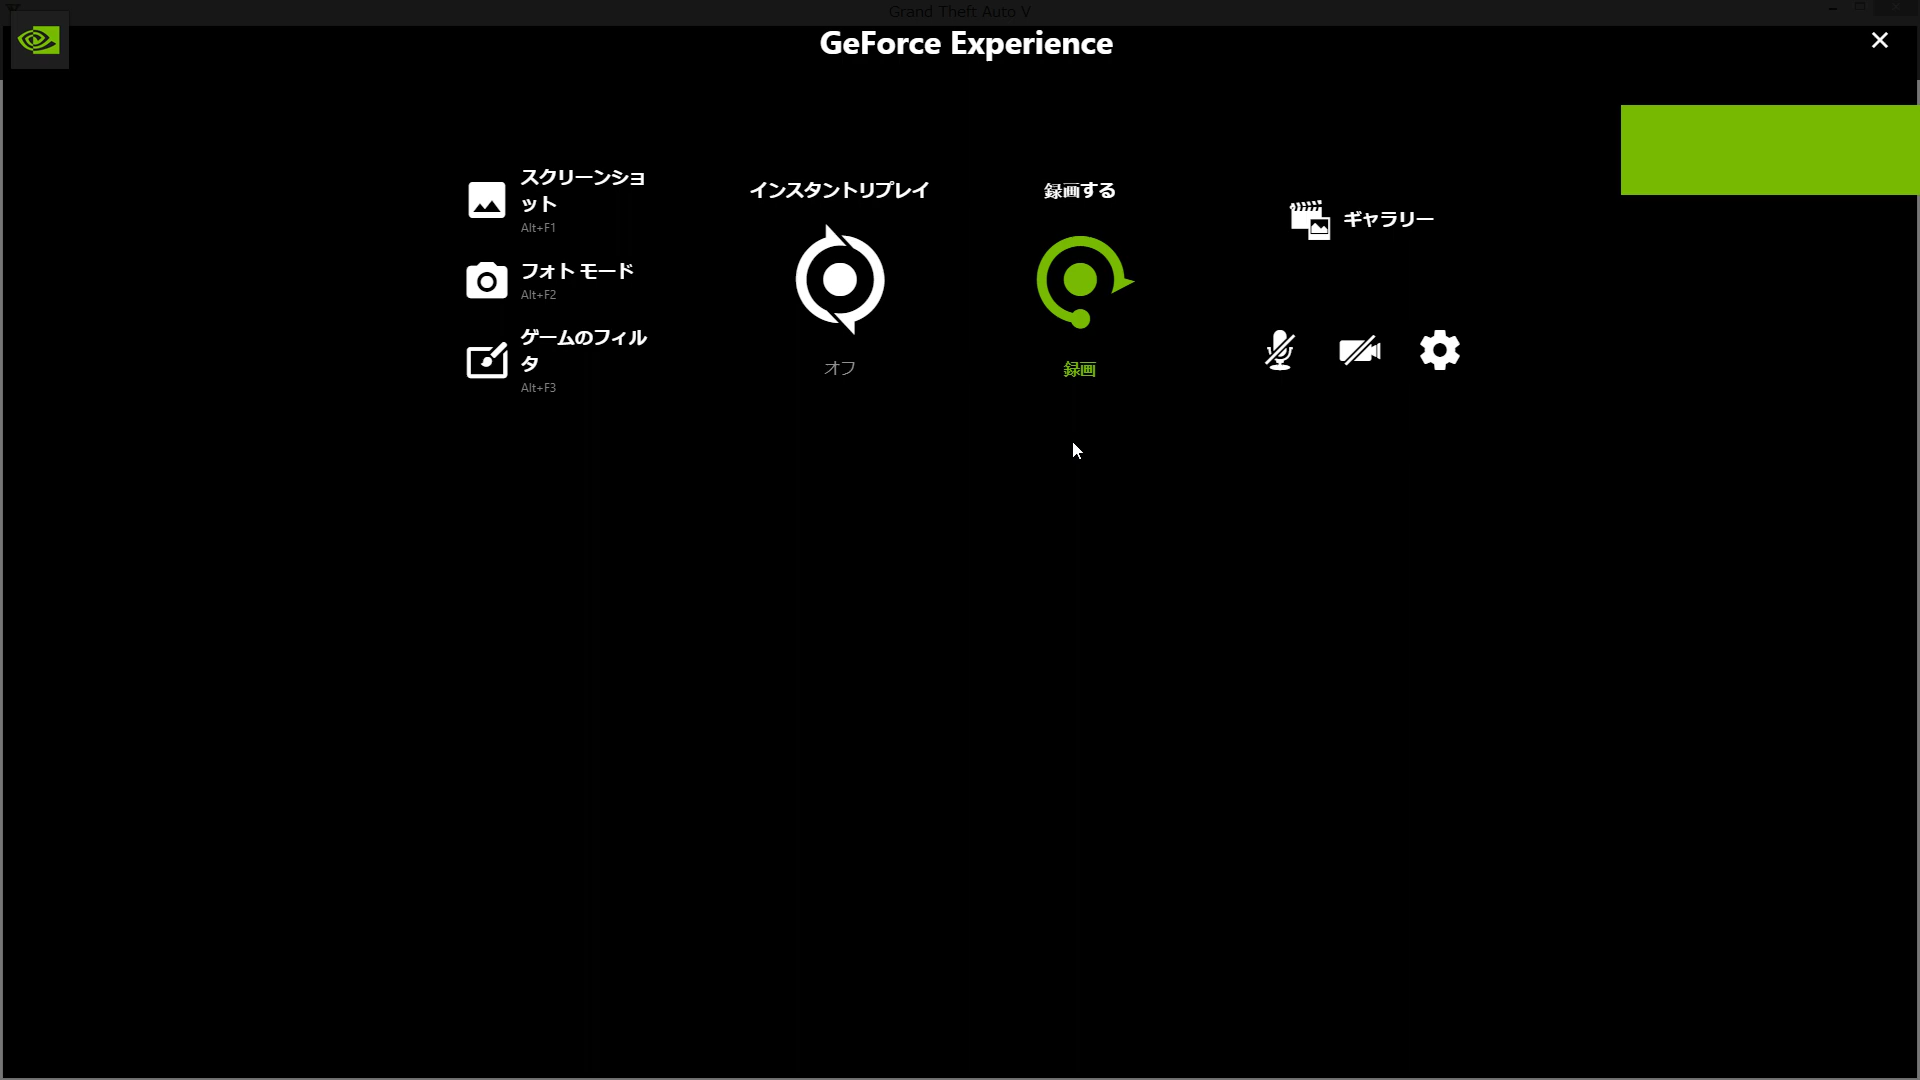 Grand Theft Auto V
GeForce Experience
スクリーンショ
ット
Alt+F1
フォト モード
Alt+F2
ゲームのフィル
タ
Alt+F3
インスタントリプレイ
オフ
録画する
録画
ギャラリー